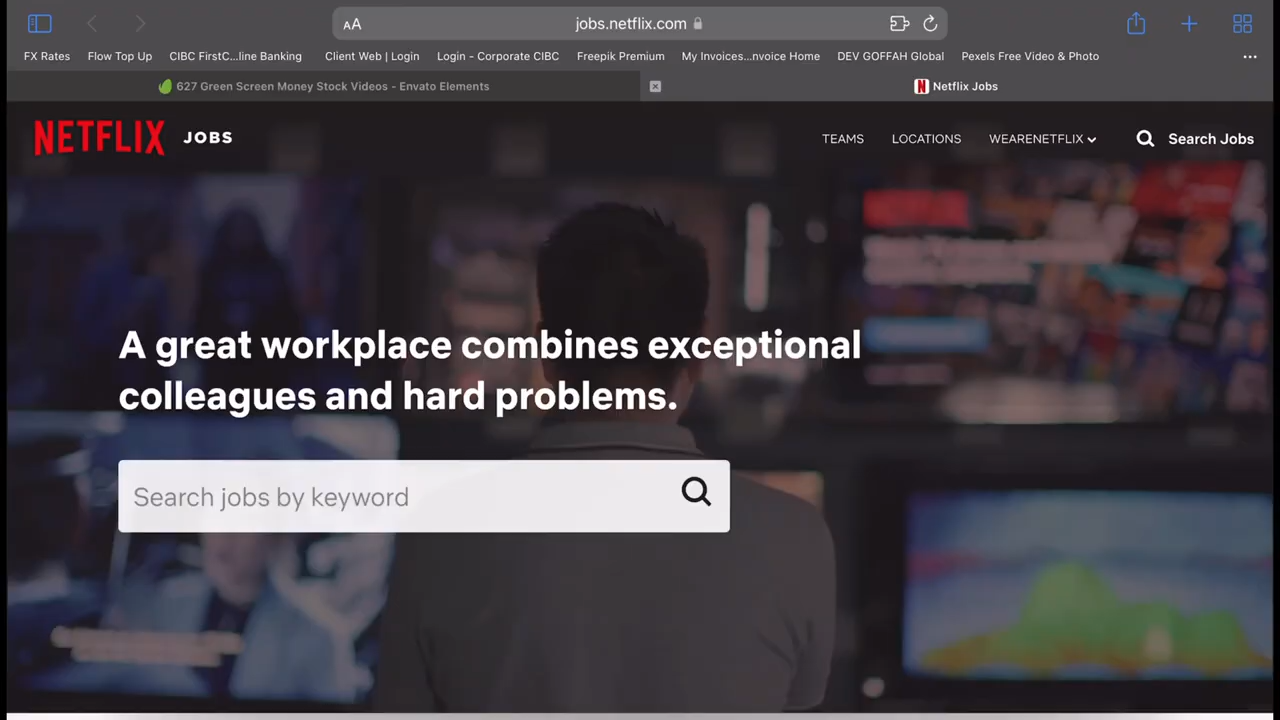 AA
jobs.netflix.com
FX Rates
Flow Top Up
CIBC FirstC...line Banking
Client Web | Login
Login - Corporate CIBC
Freepik Premium
My Invoices...nvoice Home
DEV GOFFAH Global
Pexels Free Video & Photo
627 Green Screen Money Stock Videos - Envato Elements
N Netflix Jobs
NETFLIX JOBS
TEAMS
LOCATIONS
WEARENETFLIX
Search Jobs
A great workplace combines exceptional
colleagues and hard problems.
Search jobs by keyword